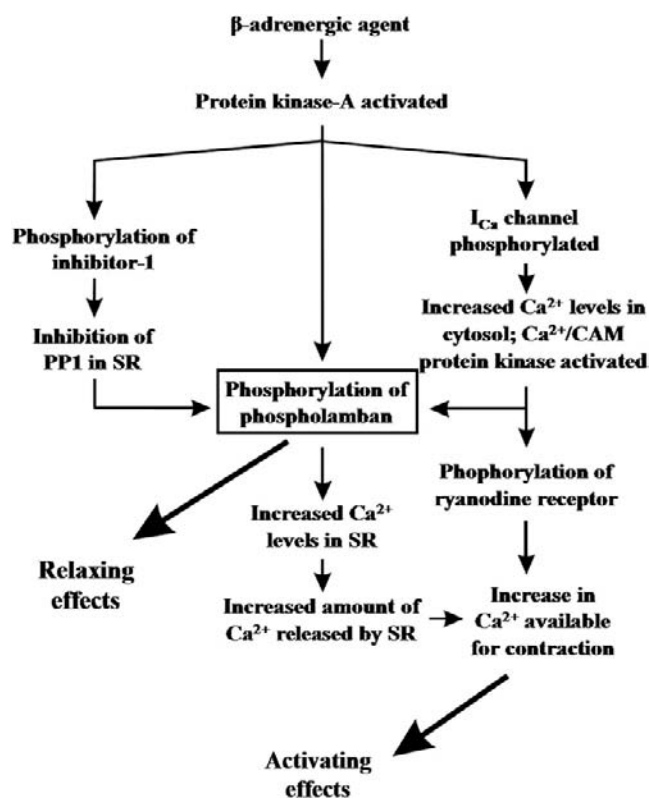 β-adrenergic agent
Protein kinase-A activated
Phosphorylation of
inhibitor-1
Inhibition of
PP1 in SR
I_Ca channel
phosphorylated
Increased Ca²⁺ levels in
cytosol; Ca²⁺/CAM
protein kinase activated
Phosphorylation of
phospholamban
Phophorylation of
ryanodine receptor
Increased Ca²⁺
levels in SR
Relaxing
effects
Increased amount of
Ca²⁺ released by SR
Increase in
Ca²⁺ available
for contraction
Activating
effects